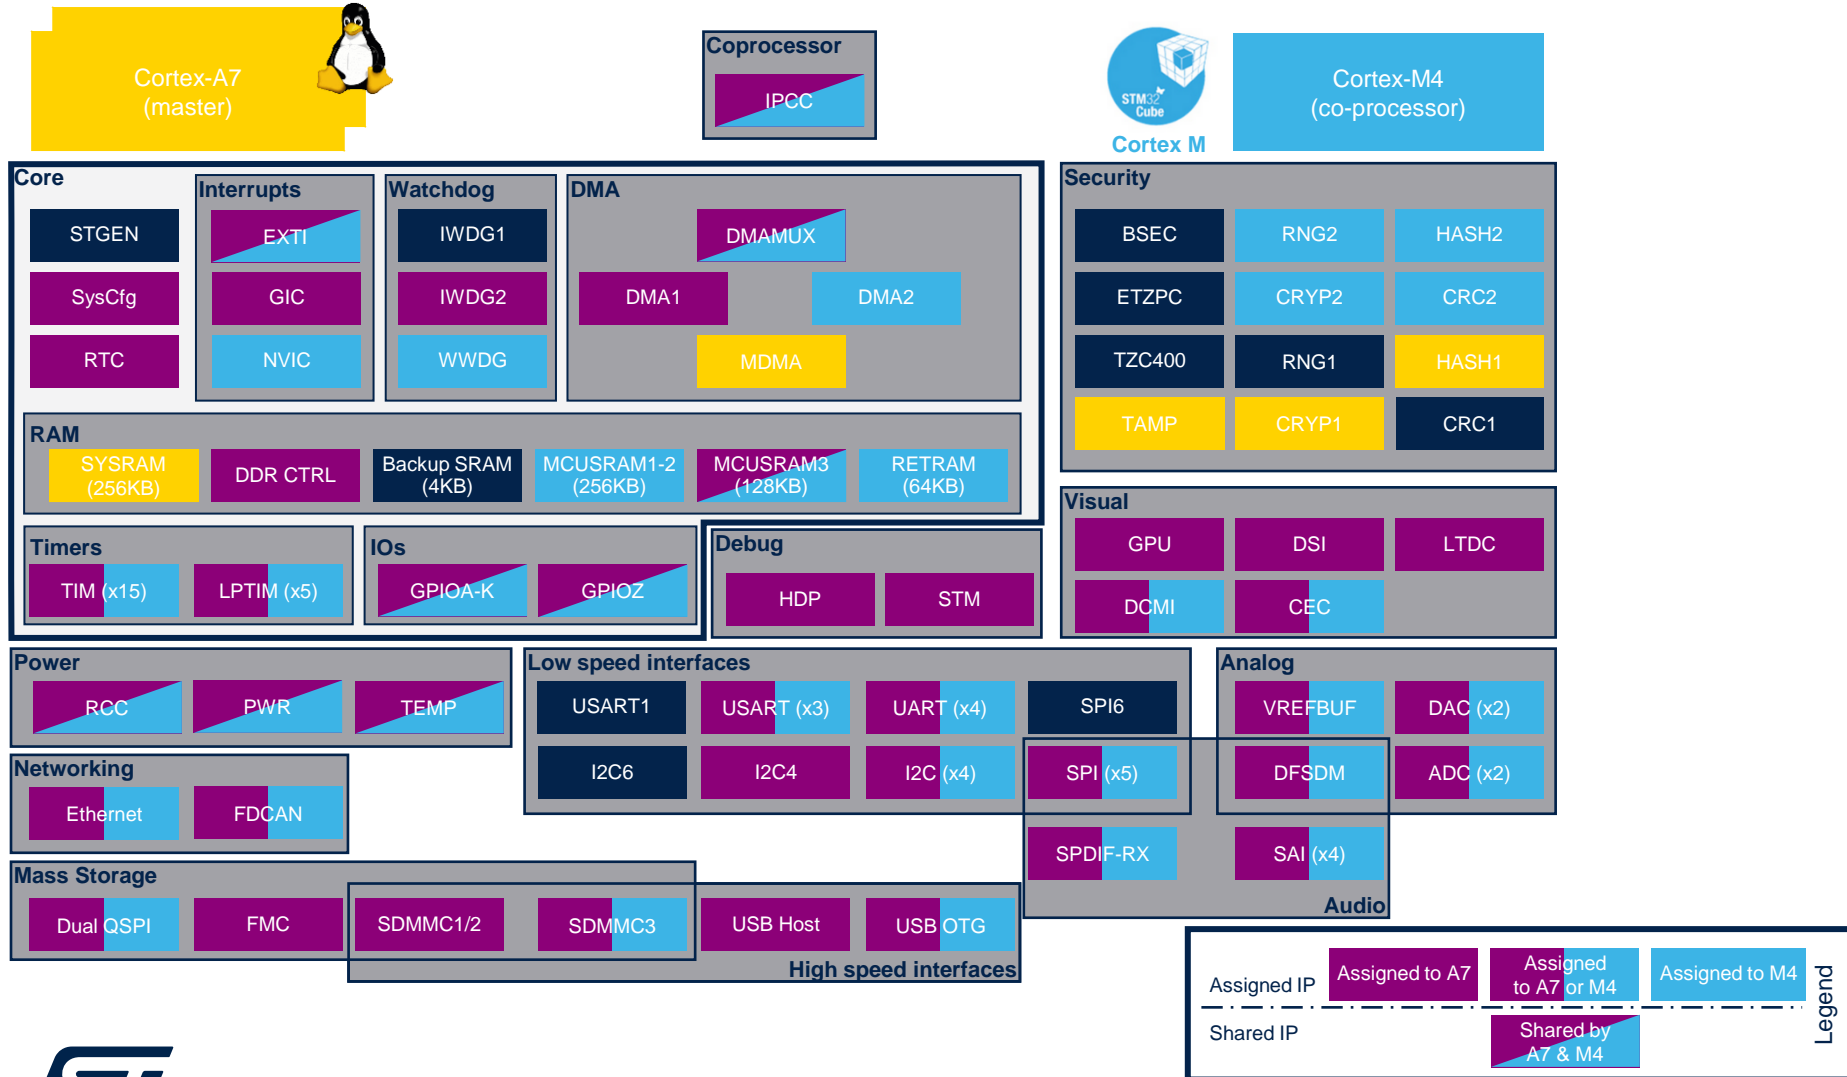 Cortex-A7
(master)
Coprocessor
IPCC
STM32
Cube
Cortex M
Cortex-M4
(co-processor)
Core
STGEN
SysCfg
RTC
Interrupts
EXTI
GIC
NVIC
Watchdog
IWDG1
IWDG2
WWDG
DMA
DMAMUX
DMA1
DMA2
MDMA
RAM
SYSRAM
(256KB)
DDR CTRL
Backup SRAM
(4KB)
MCUSRAM1-2
(256KB)
MCUSRAM3
(128KB)
RETRAM
(64KB)
Timers
TIM (x15)
LPTIM (x5)
IOs
GPIOA-K
GPIOZ
Debug
HDP
STM
Security
BSEC
RNG2
HASH2
ETZPC
CRYP2
CRC2
TZC400
RNG1
HASH1
TAMP
CRYP1
CRC1
Visual
GPU
DSI
LTDC
DCMI
CEC
Power
RCC
PWR
TEMP
Low speed interfaces
USART1
USART (x3)
UART (x4)
SPI6
I2C6
I2C4
I2C (x4)
SPI (x5)
Analog
VREFBUF
DAC (x2)
DFSDM
ADC (x2)
Networking
Ethernet
FDCAN
SPDIF-RX
SAI (x4)
Audio
Mass Storage
Dual QSPI
FMC
SDMMC1/2
SDMMC3
USB Host
USB OTG
High speed interfaces
Assigned IP
Assigned to A7
Assigned
to A7 or M4
Assigned to M4
Shared IP
Shared by
A7 & M4
Legend